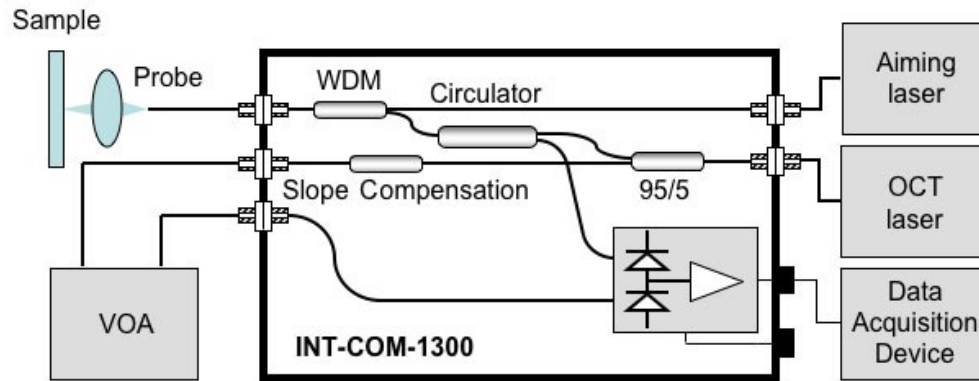 Sample
Probe
WDM
Circulator
Aiming
laser
Slope Compensation
95/5
OCT
laser
VOA
INT-COM-1300
Data
Acquisition
Device